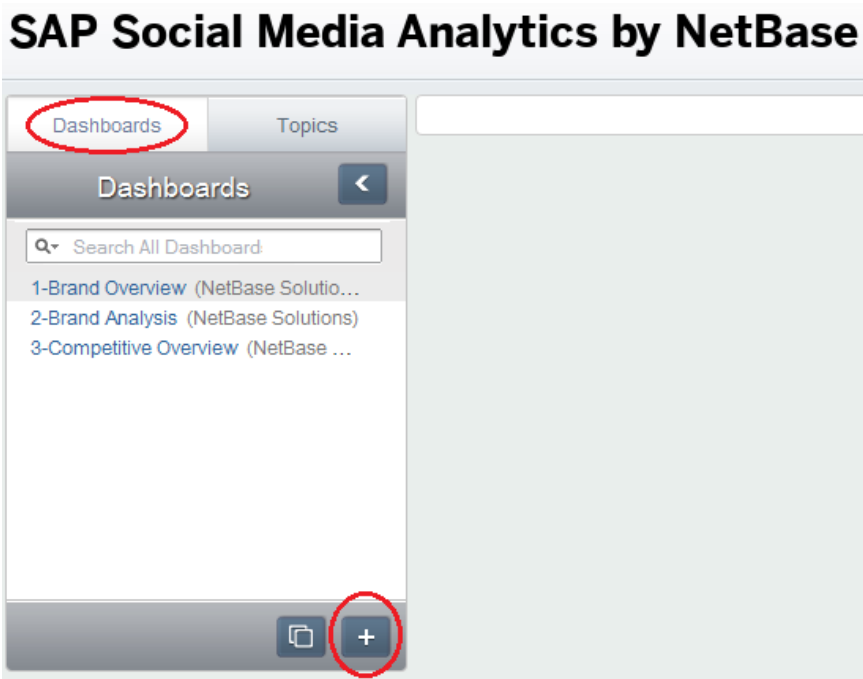 SAP Social Media Analytics by NetBase
Dashboards Topics
Dashboards
Search All Dashboard
1-Brand Overview (NetBase Solutio...
2-Brand Analysis (NetBase Solutions)
3-Competitive Overview (NetBase ...